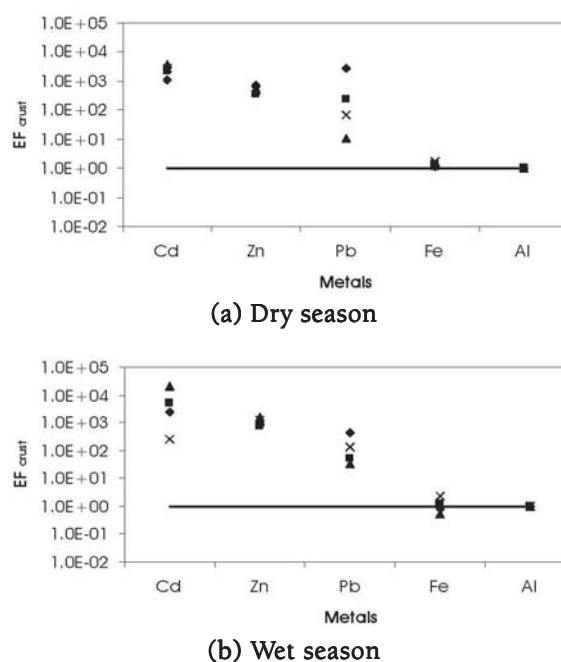 1.0E+05
1.0E+04
1.0E+03
1.0E+02
1.0E+01
1.0E+00
1.0E-01
1.0E-02
EF crust
Cd Zn Pb Fe Al
Metals
(a) Dry season
1.0E+05
1.0E+04
1.0E+03
1.0E+02
1.0E+01
1.0E+00
1.0E-01
1.0E-02
EF crust
Cd Zn Pb Fe Al
Metals
(b) Wet season